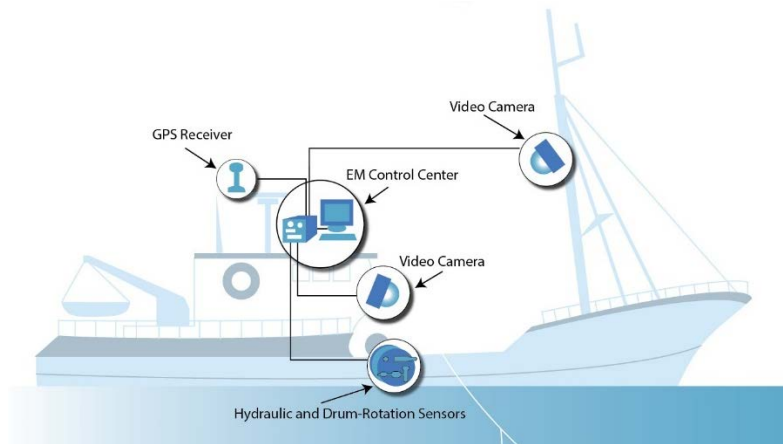 Video Camera
GPS Receiver
EM Control Center
Video Camera
Hydraulic and Drum-Rotation Sensors